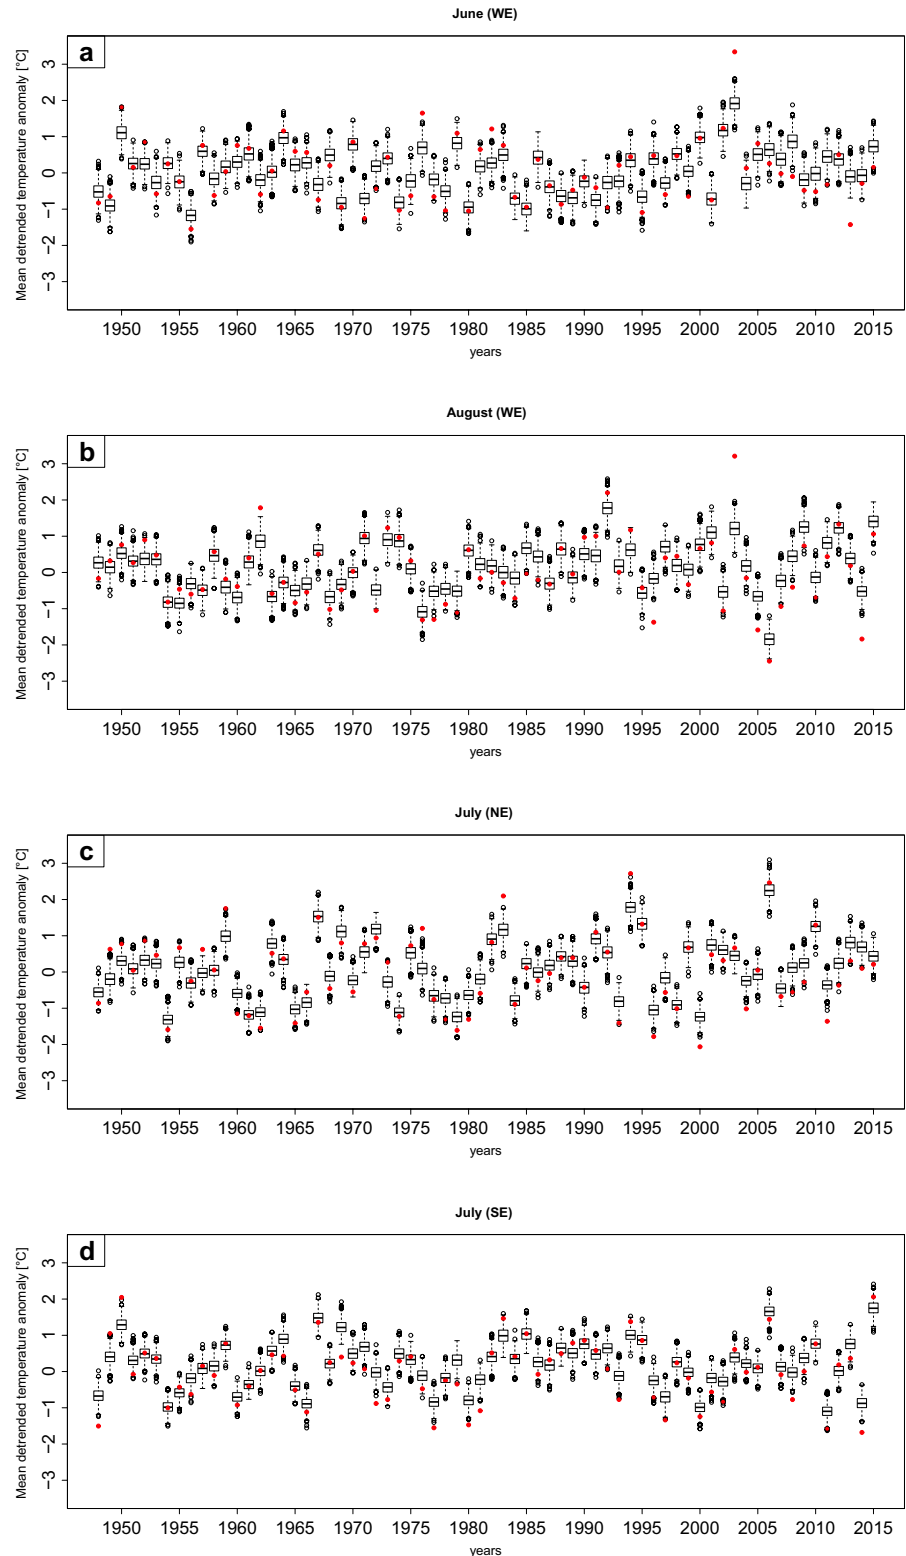 June (WE)
a
Mean detrended temperature anomaly [°C]
3
2
1
0
−1
−2
−3
1950 1955 1960 1965 1970 1975 1980 1985 1990 1995 2000 2005 2010 2015
years
August (WE)
b
Mean detrended temperature anomaly [°C]
3
2
1
0
−1
−2
−3
1950 1955 1960 1965 1970 1975 1980 1985 1990 1995 2000 2005 2010 2015
years
July (NE)
c
Mean detrended temperature anomaly [°C]
3
2
1
0
−1
−2
−3
1950 1955 1960 1965 1970 1975 1980 1985 1990 1995 2000 2005 2010 2015
years
July (SE)
d
Mean detrended temperature anomaly [°C]
3
2
1
0
−1
−2
−3
1950 1955 1960 1965 1970 1975 1980 1985 1990 1995 2000 2005 2010 2015
years